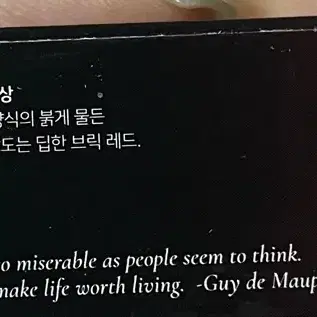 상
양식의 붉게 물든
도는 딥한 브릭 레드.
o miserable as people seem to think.
make life worth living. -Guy de Maup